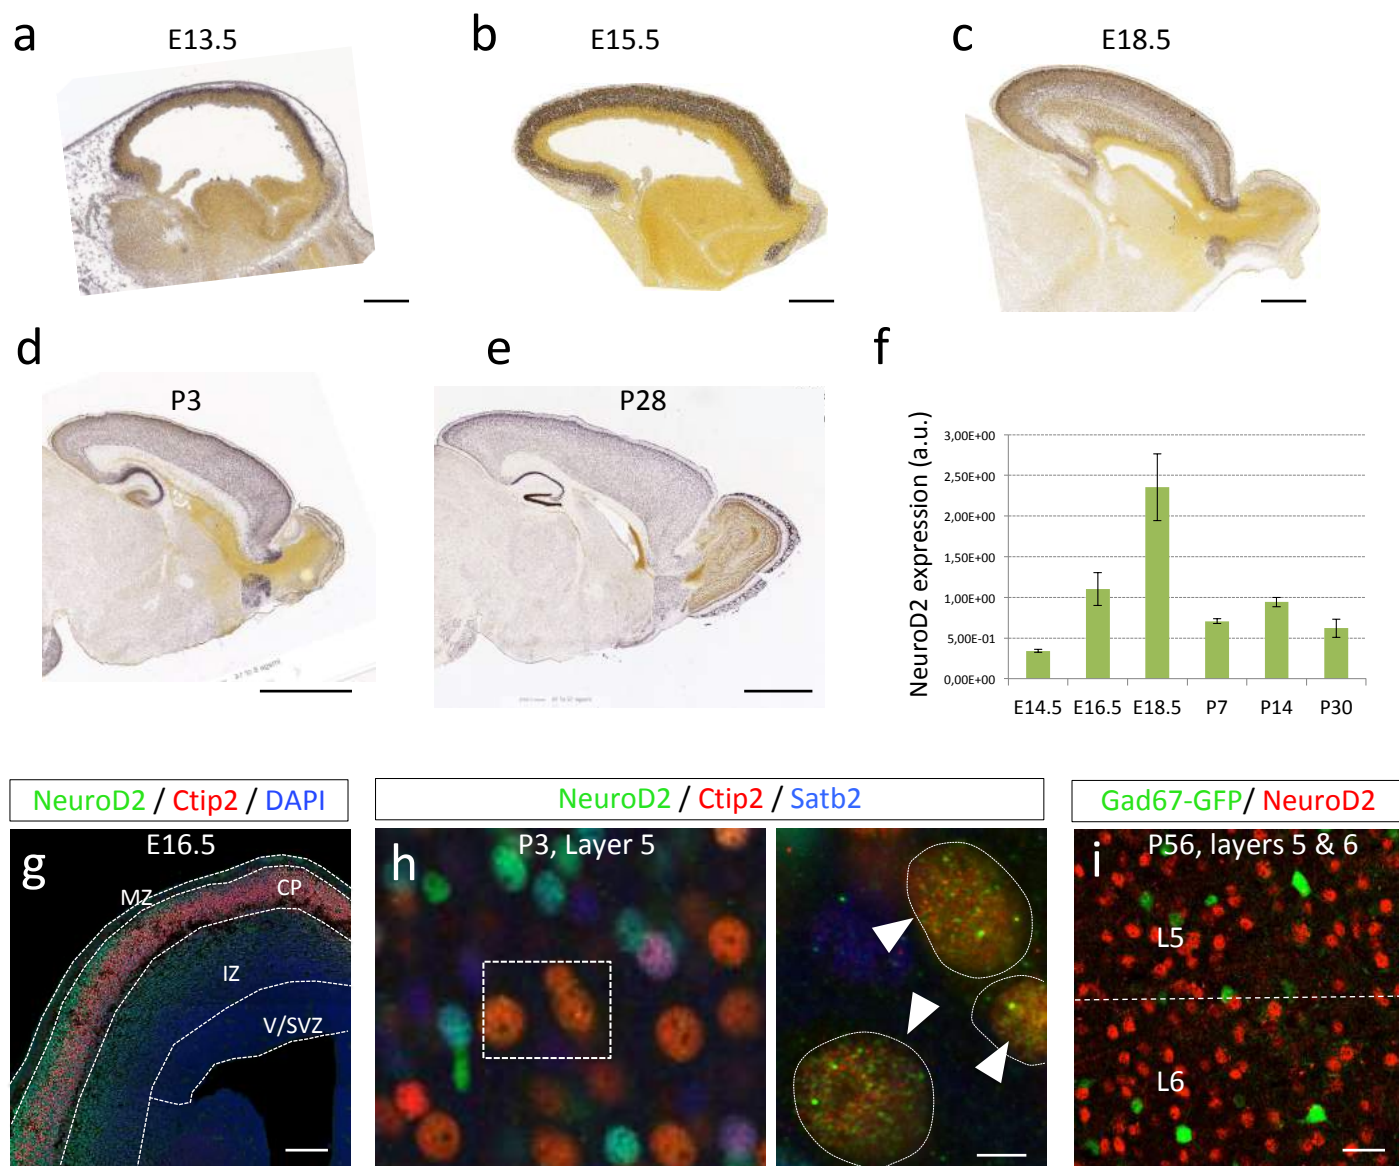 a
E13.5
b
E15.5
c
E18.5
d
P3
e
P28
f
NeuroD2 expression (a.u.)
3,00E+00
2,50E+00
2,00E+00
1,50E+00
1,00E+00
5,00E-01
0,00E+00
E14.5 E16.5 E18.5 P7 P14 P30
NeuroD2 / Ctip2 / DAPI
g
E16.5
MZ
CP
IZ
V/SVZ
NeuroD2 / Ctip2 / Satb2
h
P3, Layer 5
Gad67-GFP/ NeuroD2
i
P56, layers 5 & 6
L5
L6